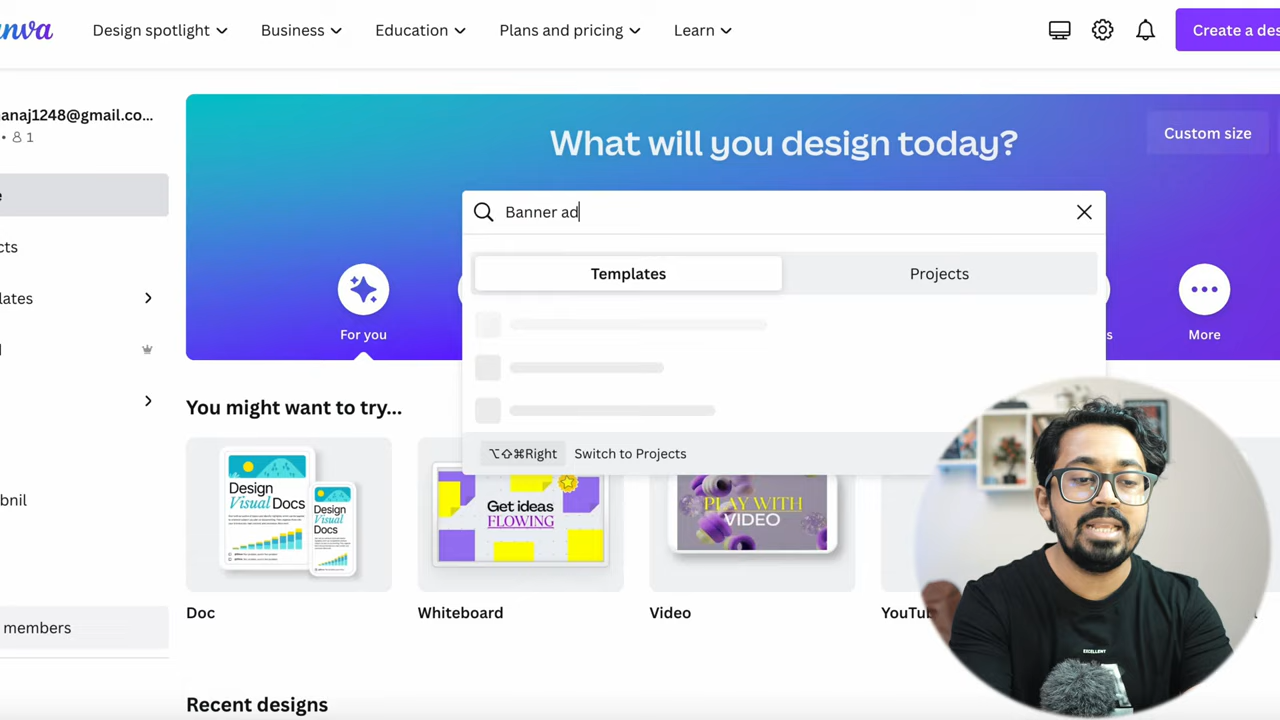 nva
Design spotlight
Business
Education
Plans and pricing
Learn
Create a des
anaj1248@gmail.co...
• 1
What will you design today?
Custom size
Banner ad
e
cts
Templates
Projects
lates
For you
s
More
d
You might want to try...
⌥⇧⌘Right
Switch to Projects
bnil
Design
Visual Docs
Design
Visual
Docs
Get ideas
FLOWING
PLAY WITH
VIDEO
Doc
Whiteboard
Video
YouTub
members
EXCELLENT
Recent designs